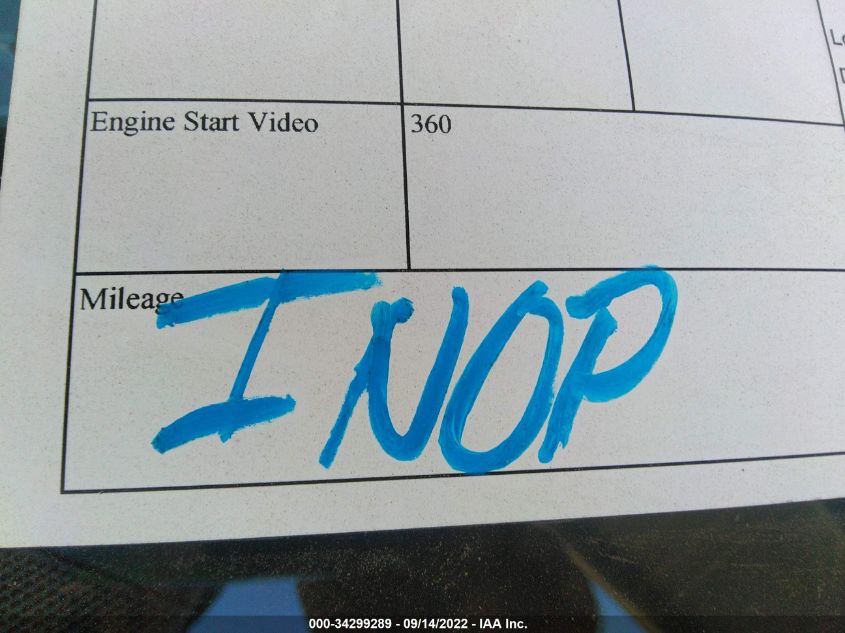 Engine Start Video
360
Mileage
INOP
000-34299289 - 09/14/2022 - IAA Inc.